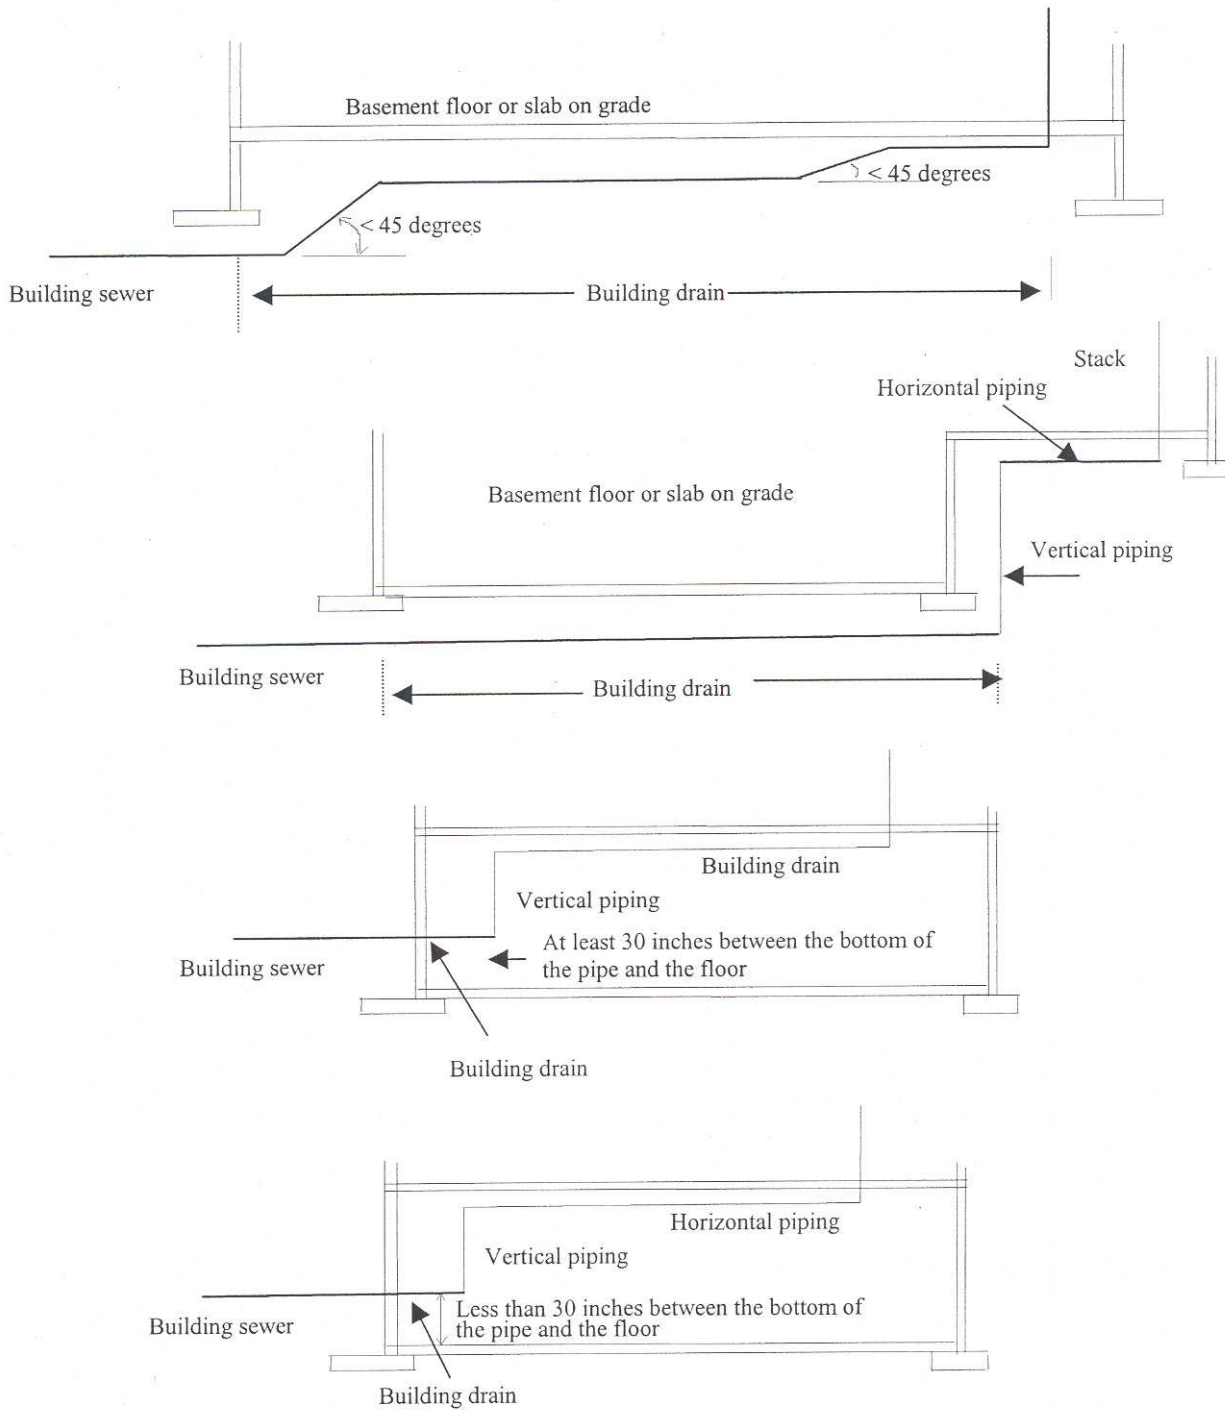 Basement floor or slab on grade
< 45 degrees
< 45 degrees
Building sewer
Building drain
Stack
Horizontal piping
Basement floor or slab on grade
Vertical piping
Building sewer
Building drain
Building drain
Vertical piping
At least 30 inches between the bottom of
the pipe and the floor
Building sewer
Building drain
Horizontal piping
Vertical piping
Less than 30 inches between the bottom of
the pipe and the floor
Building sewer
Building drain